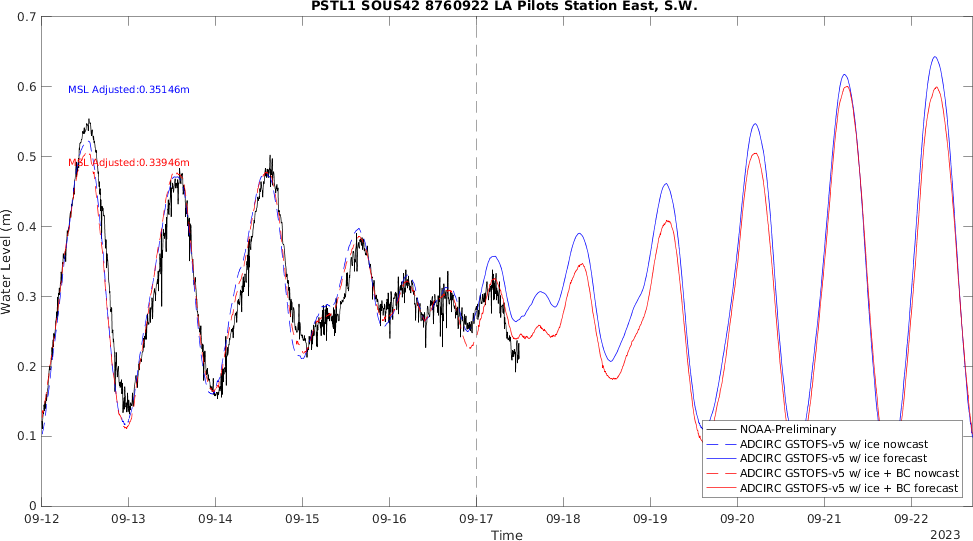 PSTL1 SOUS42 8760922 LA Pilots Station East, S.W.
0.7
0.6
0.5
0.4
0.3
0.2
0.1
0
Water Level (m)
MSL Adjusted:0.35146m
MSL Adjusted:0.33946m
NOAA-Preliminary
ADCIRC GSTOFS-v5 w/ ice nowcast
ADCIRC GSTOFS-v5 w/ ice forecast
ADCIRC GSTOFS-v5 w/ ice + BC nowcast
ADCIRC GSTOFS-v5 w/ ice + BC forecast
09-12 09-13 09-14 09-15 09-16 09-17 09-18 09-19 09-20 09-21 09-22
Time
2023